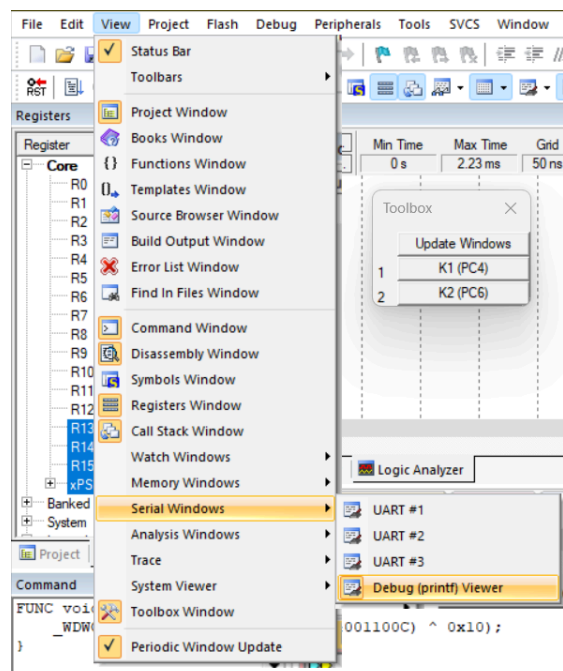 File Edit View Project Flash Debug Peripherals Tools SVCS Window
Status Bar
Toolbars
RST
Registers
Project Window
Register
Min Time Max Time Grid
Books Window
Core
0 s 2.23 ms 50 ns
Functions Window
R0
Templates Window
R1
Toolbox
Source Browser Window
R2
Build Output Window
Update Windows
R3
R4
Error List Window
1 K1 (PC4)
R5
Find In Files Window
2 K2 (PC6)
R6
R7
Command Window
R8
Disassembly Window
R9
Symbols Window
R10
R11
Registers Window
R12
Call Stack Window
R13
Watch Windows
R14
Logic Analyzer
R15
Memory Windows
xPS
Banked
Serial Windows
UART #1
System
Analysis Windows
UART #2
Project
Trace
UART #3
Command
System Viewer
Debug (printf) Viewer
FUNC voi
Toolbox Window
_WDW
001100C) ^ 0x10);
}
Periodic Window Update